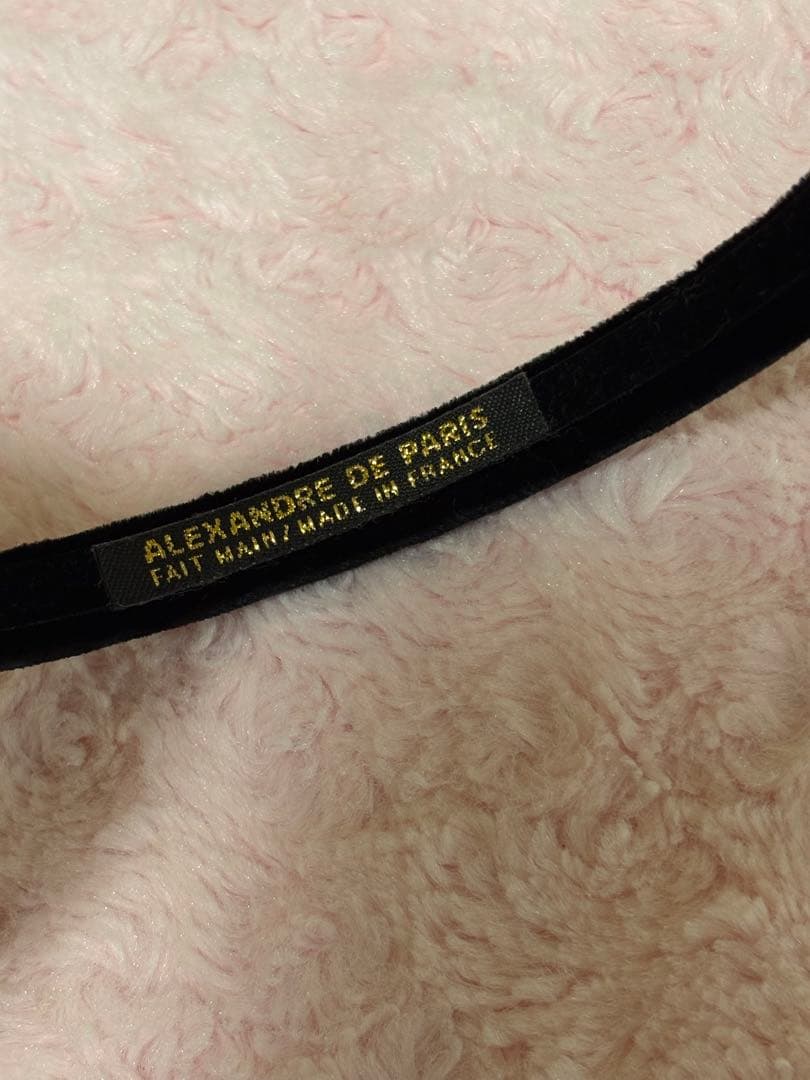 ALEXANDRE DE PARIS
FAIT MAIN / MADE IN FRANCE